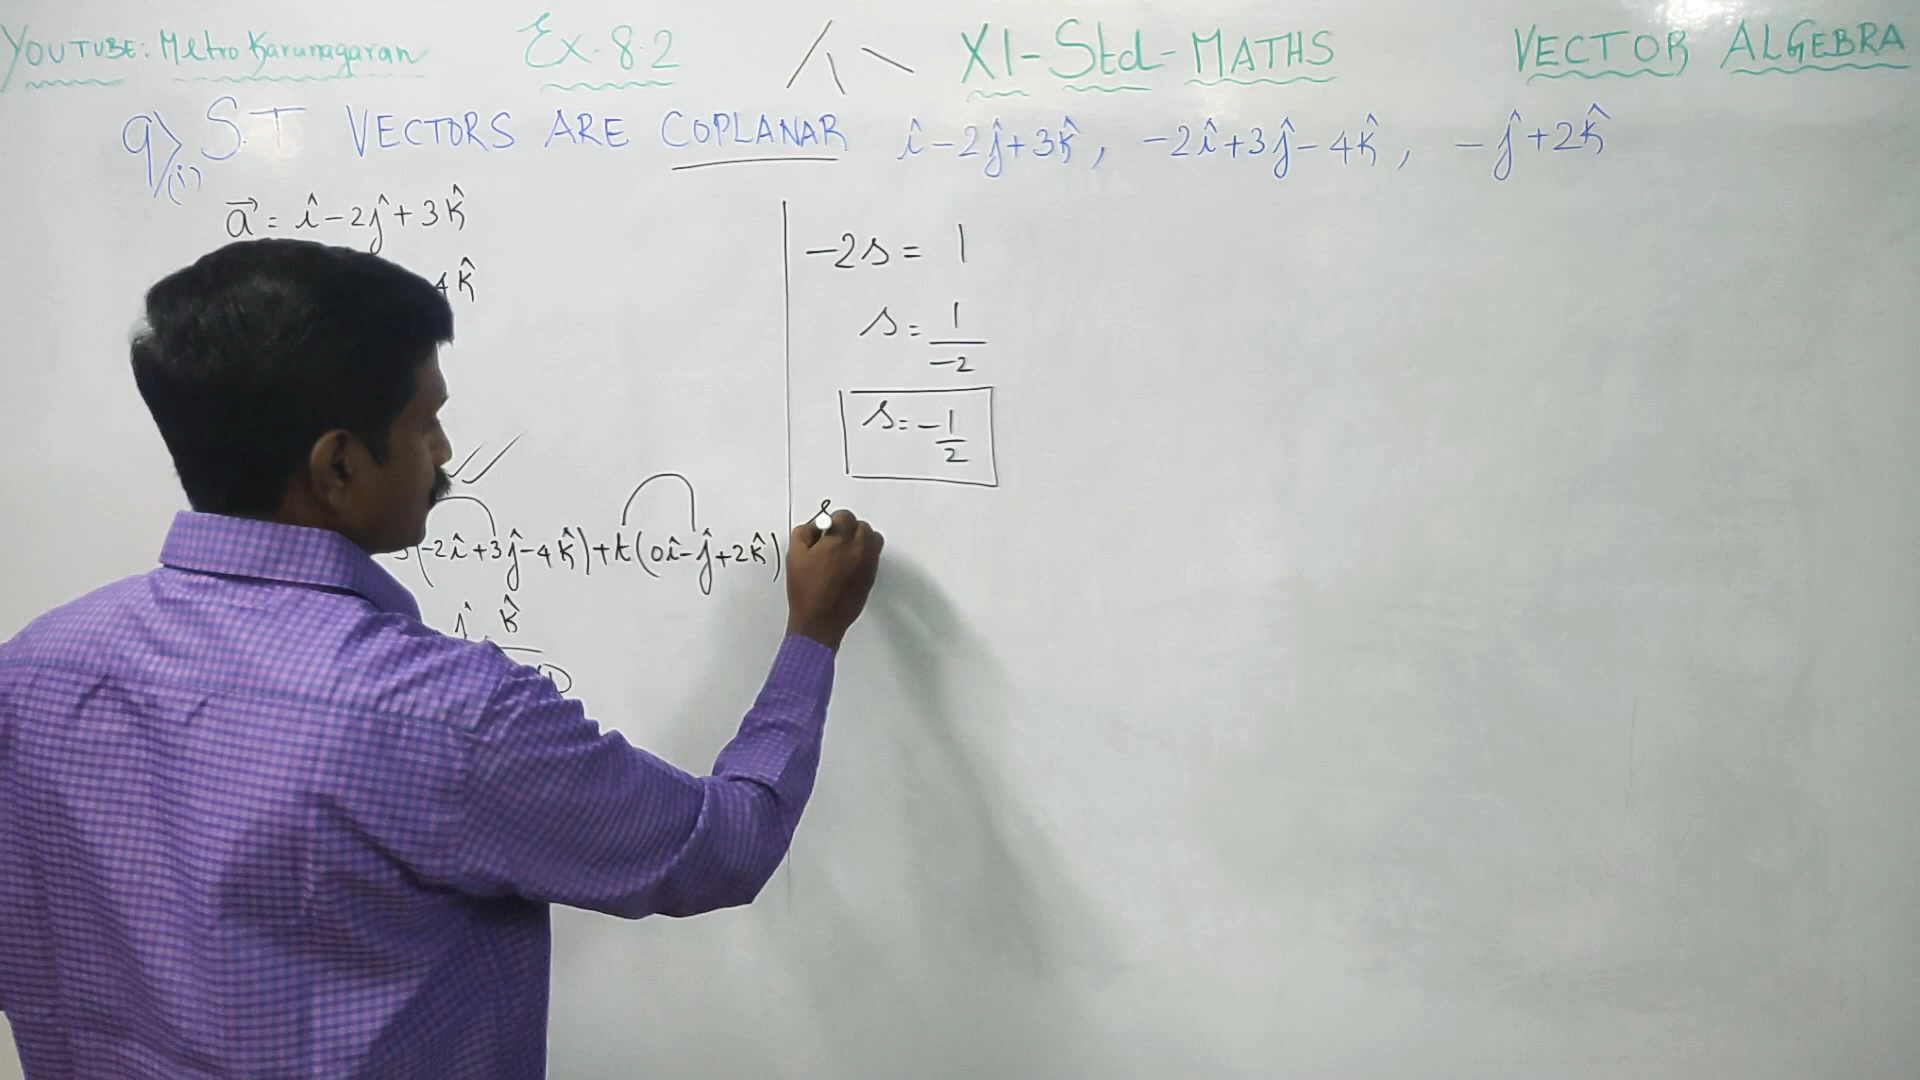 YOUTUBE: Metro Karunagaran Ex-8.2 XI-Std-MATHS VECTOR ALGEBRA
9) (i) S.T VECTORS ARE COPLANAR î-2ĵ+3k̂, -2î+3ĵ-4k̂, -ĵ+2k̂
a⃗ = î-2ĵ+3k̂
4k̂
(-2î+3ĵ-4k̂)+t(0î-ĵ+2k̂)
ĵ k̂
-2s = 1
s = 1/-2
s = -1/2